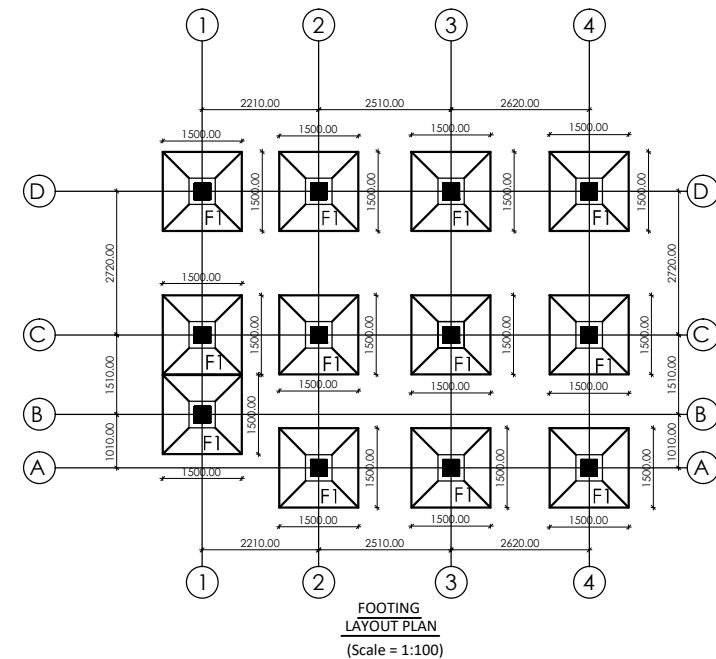 1 2 3 4
2210.00 2510.00 2620.00
1500.00 1500.00 1500.00 1500.00
D D
1500.00 1500.00 1500.00 1500.00
F1 F1 F1 F1
2720.00 2720.00
1500.00
C C
1500.00 1500.00 1500.00 1500.00
F1 F1 F1 F1
1500.00 1500.00 1500.00
1510.00 1510.00
B B
1500.00
F1
1010.00 1010.00
A A
1500.00
1500.00 1500.00 1500.00
F1 F1 F1
1500.00 1500.00 1500.00
2210.00 2510.00 2620.00
1 2 3 4
FOOTING
LAYOUT PLAN
(Scale = 1:100)